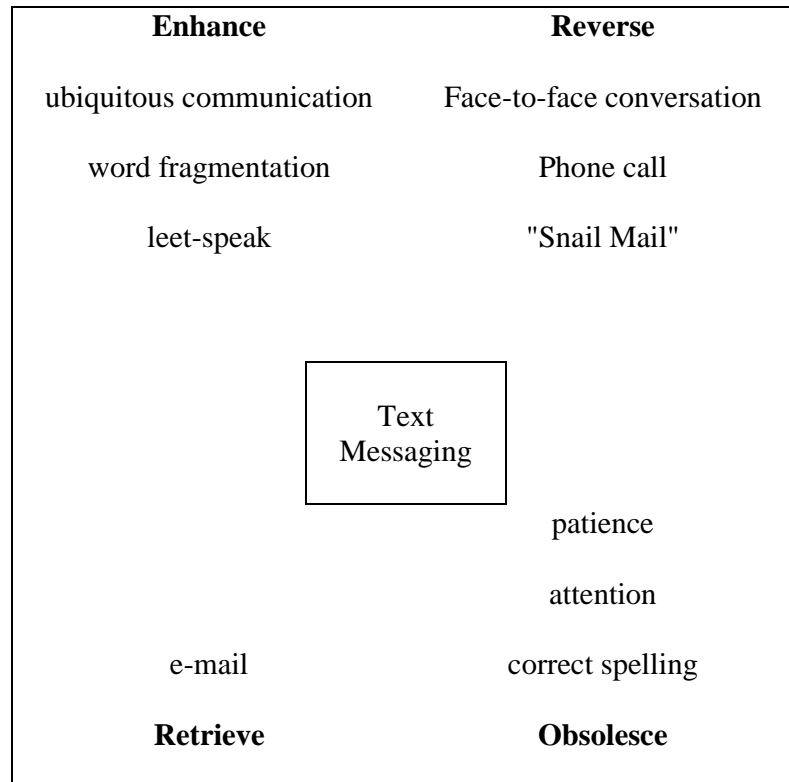 Enhance Reverse
ubiquitous communication Face-to-face conversation
word fragmentation Phone call
leet-speak "Snail Mail"
Text
Messaging
patience
attention
e-mail correct spelling
Retrieve Obsolesce